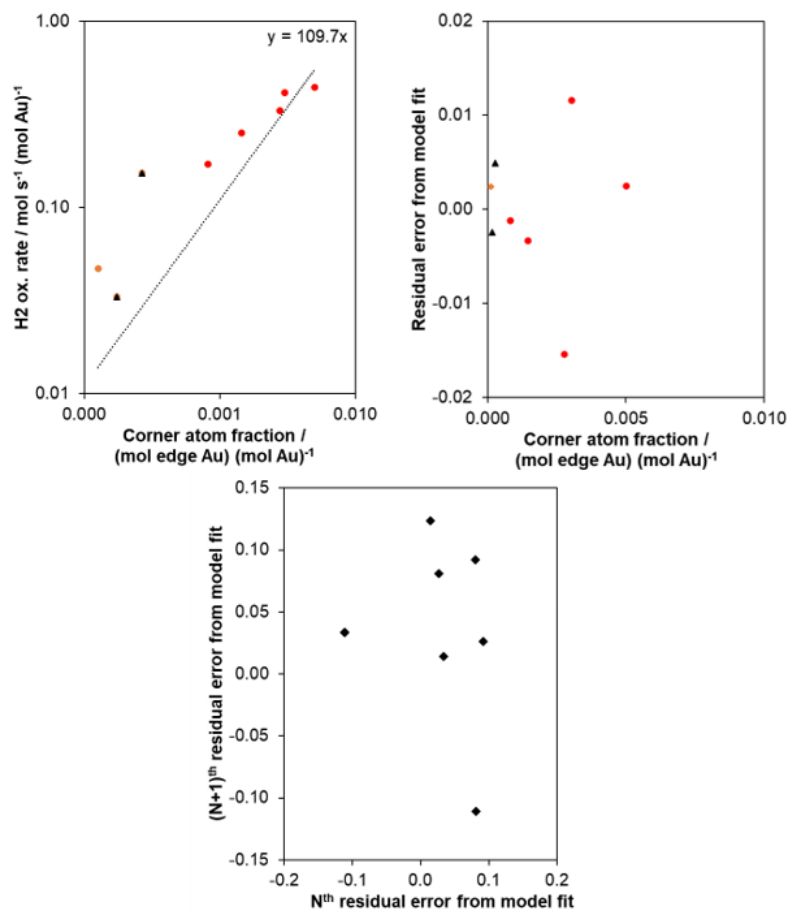 1.00
0.10
0.01
0.000
0.001
0.010
y = 109.7x
H2 ox. rate / mol s⁻¹ (mol Au)⁻¹
Corner atom fraction /
(mol edge Au) (mol Au)⁻¹
0.02
0.01
0.00
-0.01
-0.02
0.000
0.005
0.010
Residual error from model fit
Corner atom fraction /
(mol edge Au) (mol Au)⁻¹
0.15
0.10
0.05
0.00
-0.05
-0.10
-0.15
-0.2
-0.1
0.0
0.1
0.2
(N+1)ᵗʰ residual error from model fit
Nᵗʰ residual error from model fit